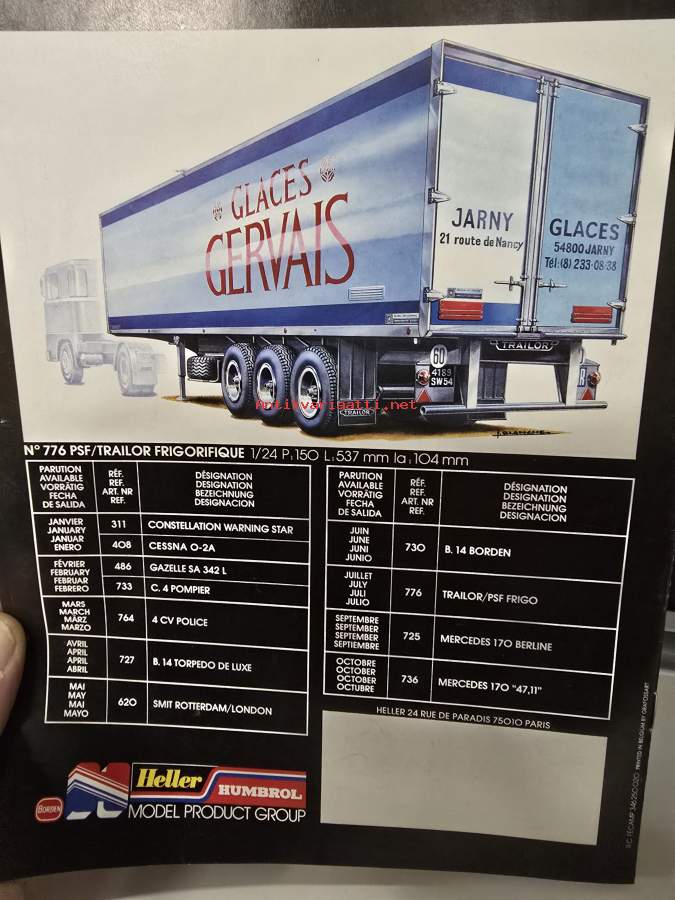 GLACES
GERVAIS
JARNY
21 route de Nancy
GLACES
54800 JARNY
Tél:(8) 233-08-38
60
4189
SW54
TRAILOR
TRAILOR
Antikvariaatti.net
N° 776 PSF/TRAILOR FRIGORIFIQUE 1/24 P:150 L:537 mm la:104 mm
PARUTION
AVAILABLE
VORRÄTIG
FECHA
DE SALIDA
RÉF.
REF.
ART. NR
REF.
DÉSIGNATION
DESIGNATION
BEZEICHNUNG
DESIGNACION
JANVIER
JANUARY
JANUAR
ENERO
311 CONSTELLATION WARNING STAR
408 CESSNA O-2A
FÉVRIER
FEBRUARY
FEBRUAR
FEBRERO
486 GAZELLE SA 342 L
733 C. 4 POMPIER
MARS
MARCH
MÄRZ
MARZO
764 4 CV POLICE
AVRIL
APRIL
APRIL
ABRIL
727 B. 14 TORPEDO DE LUXE
MAI
MAY
MAI
MAYO
620 SMIT ROTTERDAM/LONDON
PARUTION
AVAILABLE
VORRÄTIG
FECHA
DE SALIDA
RÉF.
REF.
ART. NR
REF.
DÉSIGNATION
DESIGNATION
BEZEICHNUNG
DESIGNACION
JUIN
JUNE
JUNI
JUNIO
730 B. 14 BORDEN
JUILLET
JULY
JULI
JULIO
776 TRAILOR/PSF FRIGO
SEPTEMBRE
SEPTEMBER
SEPTEMBER
SEPTIEMBRE
725 MERCEDES 170 BERLINE
OCTOBRE
OCTOBER
OCTOBER
OCTUBRE
736 MERCEDES 170 "47,11"
HELLER 24 RUE DE PARADIS 75010 PARIS
BORDEN
Heller
HUMBROL
MODEL PRODUCT GROUP
PRINTED IN BELGIUM BY